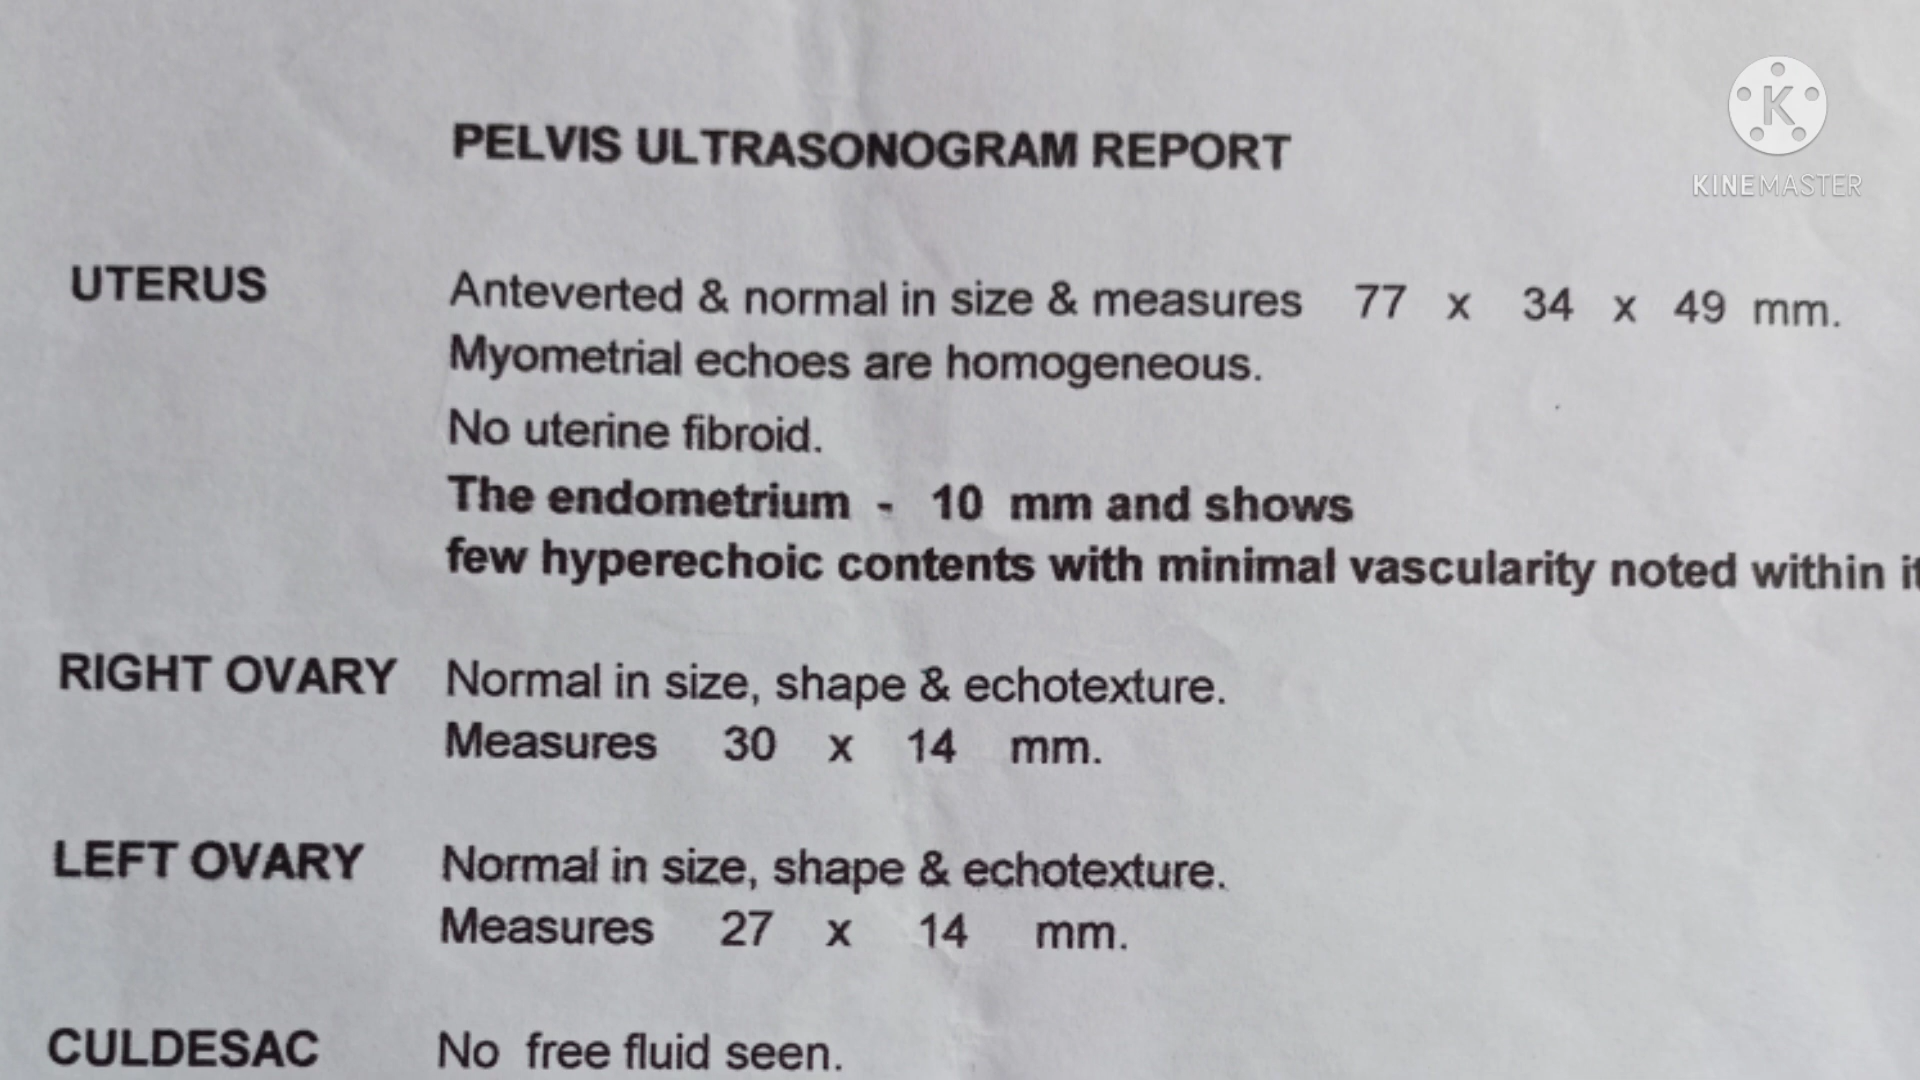 K
KINEMASTER
PELVIS ULTRASONOGRAM REPORT
UTERUS Anteverted & normal in size & measures 77 x 34 x 49 mm.
Myometrial echoes are homogeneous.
No uterine fibroid.
The endometrium - 10 mm and shows
few hyperechoic contents with minimal vascularity noted within it
RIGHT OVARY Normal in size, shape & echotexture.
Measures 30 x 14 mm.
LEFT OVARY Normal in size, shape & echotexture.
Measures 27 x 14 mm.
CULDESAC No free fluid seen.